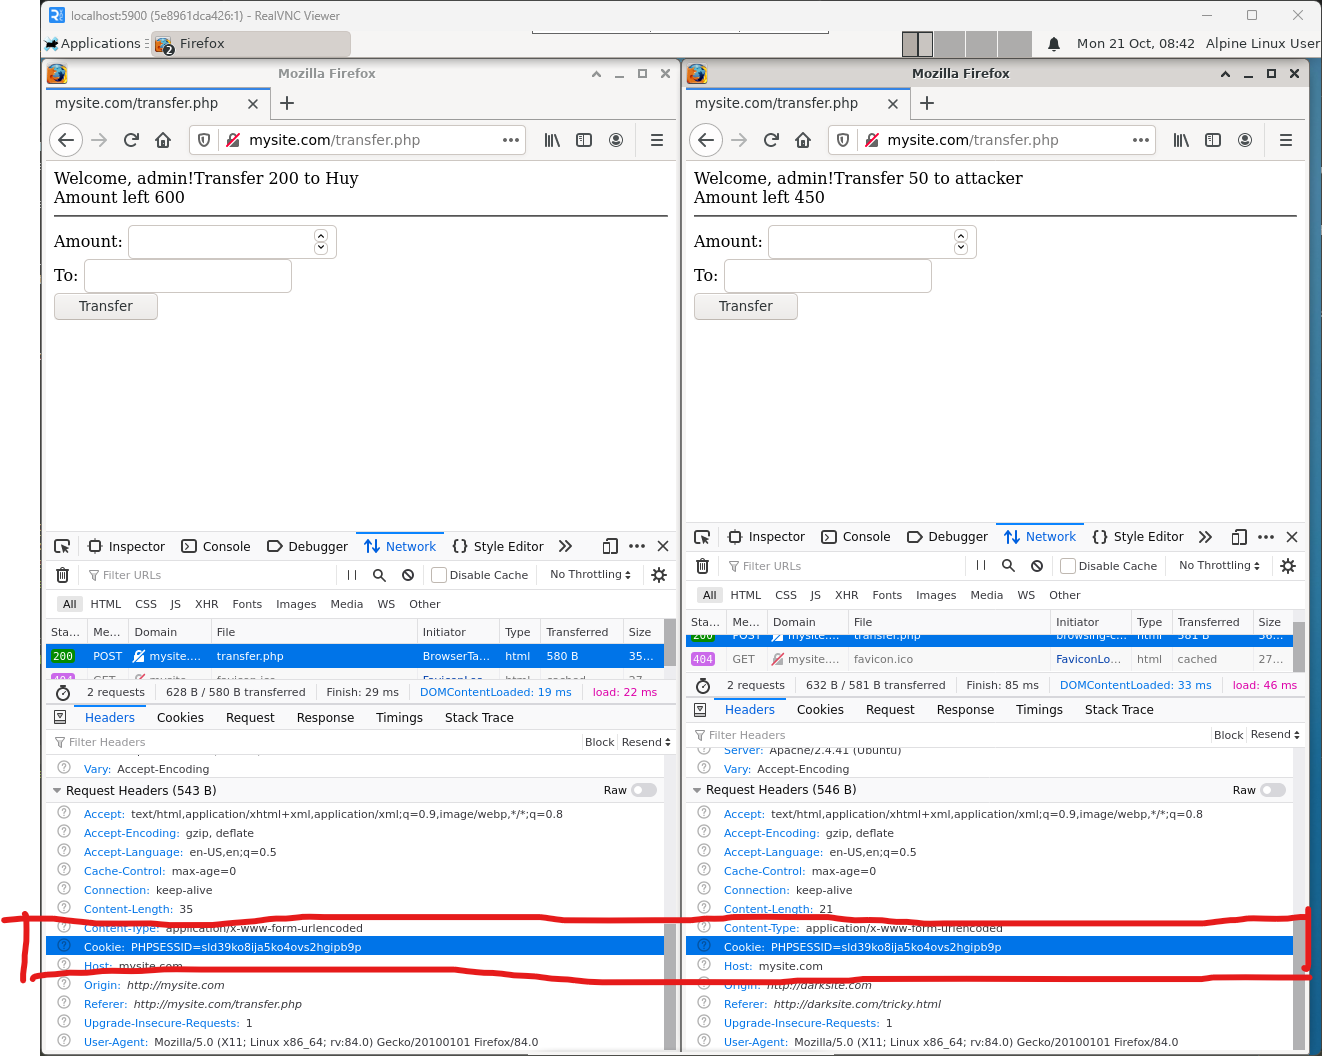 localhost:5900 (5e8961dca426:1) - RealVNC Viewer
Applications
2 Firefox
Mon 21 Oct, 08:42 Alpine Linux User
Mozilla Firefox
mysite.com/transfer.php
mysite.com/transfer.php
Welcome, admin!Transfer 200 to Huy
Amount left 600
Amount:
To:
Transfer
Inspector Console Debugger Network Style Editor
Filter URLs Disable Cache No Throttling
All HTML CSS JS XHR Fonts Images Media WS Other
Sta... Me... Domain File Initiator Type Transferred Size
200 POST mysite.... transfer.php BrowserTa... html 580 B 35...
2 requests 628 B / 580 B transferred Finish: 29 ms DOMContentLoaded: 19 ms load: 22 ms
Headers Cookies Request Response Timings Stack Trace
Filter Headers Block Resend
Vary: Accept-Encoding
Request Headers (543 B) Raw
Accept: text/html,application/xhtml+xml,application/xml;q=0.9,image/webp,*/*;q=0.8
Accept-Encoding: gzip, deflate
Accept-Language: en-US,en;q=0.5
Cache-Control: max-age=0
Connection: keep-alive
Content-Length: 35
Content-Type: application/x-www-form-urlencoded
Cookie: PHPSESSID=sld39ko8ija5ko4ovs2hgipb9p
Host: mysite.com
Origin: http://mysite.com
Referer: http://mysite.com/transfer.php
Upgrade-Insecure-Requests: 1
User-Agent: Mozilla/5.0 (X11; Linux x86_64; rv:84.0) Gecko/20100101 Firefox/84.0
Mozilla Firefox
mysite.com/transfer.php
mysite.com/transfer.php
Welcome, admin!Transfer 50 to attacker
Amount left 450
Amount:
To:
Transfer
Inspector Console Debugger Network Style Editor
Filter URLs Disable Cache No Throttling
All HTML CSS JS XHR Fonts Images Media WS Other
Sta... Me... Domain File Initiator Type Transferred Size
200 POST mysite.... transfer.php browsing-c... html 581 B 36...
404 GET mysite.... favicon.ico FaviconLo... html cached 27...
2 requests 632 B / 581 B transferred Finish: 85 ms DOMContentLoaded: 33 ms load: 46 ms
Headers Cookies Request Response Timings Stack Trace
Filter Headers Block Resend
Server: Apache/2.4.41 (Ubuntu)
Vary: Accept-Encoding
Request Headers (546 B) Raw
Accept: text/html,application/xhtml+xml,application/xml;q=0.9,image/webp,*/*;q=0.8
Accept-Encoding: gzip, deflate
Accept-Language: en-US,en;q=0.5
Cache-Control: max-age=0
Connection: keep-alive
Content-Length: 21
Content-Type: application/x-www-form-urlencoded
Cookie: PHPSESSID=sld39ko8ija5ko4ovs2hgipb9p
Host: mysite.com
Origin: http://darksite.com
Referer: http://darksite.com/tricky.html
Upgrade-Insecure-Requests: 1
User-Agent: Mozilla/5.0 (X11; Linux x86_64; rv:84.0) Gecko/20100101 Firefox/84.0